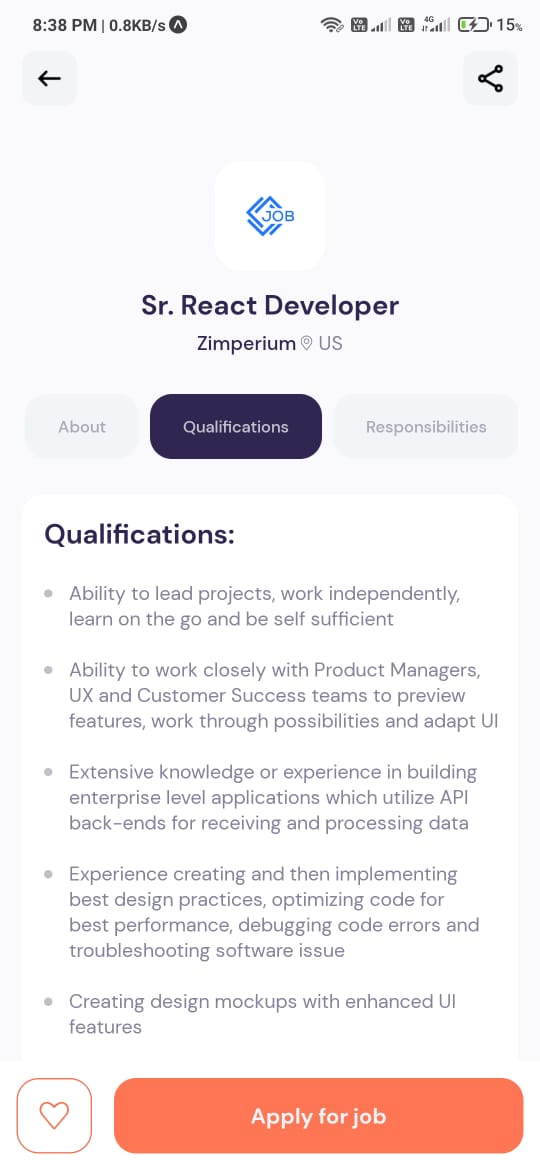 8:38 PM | 0.8KB/s
Vo LTE
Vo LTE
4G
15%
JOB
Sr. React Developer
Zimperium US
About
Qualifications
Responsibilities
Qualifications:
Ability to lead projects, work independently,
learn on the go and be self sufficient
Ability to work closely with Product Managers,
UX and Customer Success teams to preview
features, work through possibilities and adapt UI
Extensive knowledge or experience in building
enterprise level applications which utilize API
back-ends for receiving and processing data
Experience creating and then implementing
best design practices, optimizing code for
best performance, debugging code errors and
troubleshooting software issue
Creating design mockups with enhanced UI
features
Apply for job